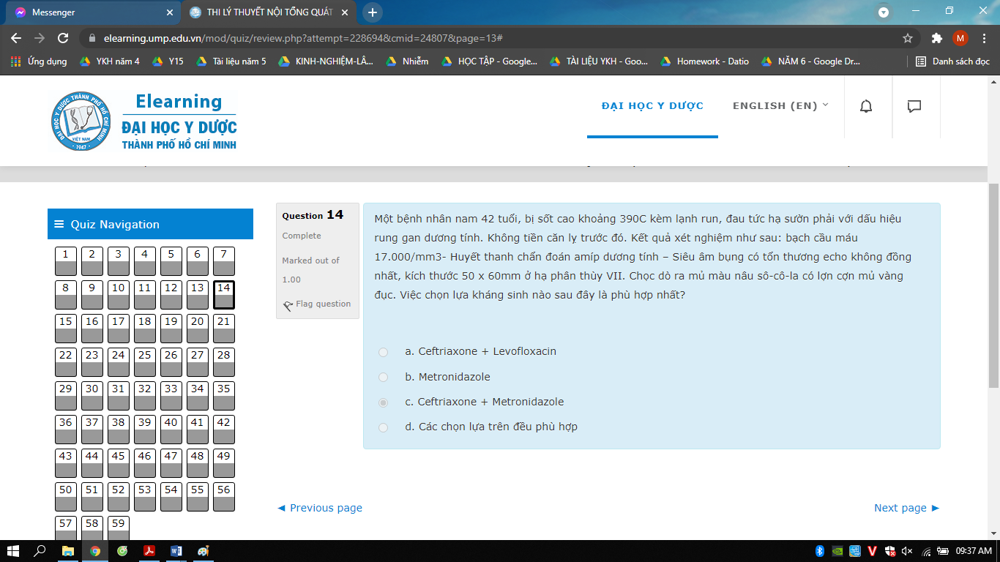 Messenger
THI LÝ THUYẾT NỘI TỔNG QUÁT
elearning.ump.edu.vn/mod/quiz/review.php?attempt=228694&cmid=24807&page=13#
M
Ứng dụng
YKH năm 4
Y15
Tài liệu năm 5
KINH-NGHIỆM-LÂ...
Nhiễm
HỌC TẬP - Google...
TÀI LIỆU YKH - Goo...
Homework - Datio
NĂM 6 - Google Dr...
Danh sách đọc
ĐẠI HỌC Y DƯỢC THÀNH PHỐ HỒ CHÍ MINH
VIỆT NAM
1947
Elearning
ĐẠI HỌC Y DƯỢC
THÀNH PHỐ HỒ CHÍ MINH
ĐẠI HỌC Y DƯỢC
ENGLISH (EN)
Quiz Navigation
1 2 3 4 5 6 7
8 9 10 11 12 13 14
15 16 17 18 19 20 21
22 23 24 25 26 27 28
29 30 31 32 33 34 35
36 37 38 39 40 41 42
43 44 45 46 47 48 49
50 51 52 53 54 55 56
57 58 59
Question 14
Complete
Marked out of
1.00
Flag question
Một bệnh nhân nam 42 tuổi, bị sốt cao khoảng 390C kèm lạnh run, đau tức hạ sườn phải với dấu hiệu
rung gan dương tính. Không tiền căn lỵ trước đó. Kết quả xét nghiệm như sau: bạch cầu máu
17.000/mm3- Huyết thanh chẩn đoán amíp dương tính – Siêu âm bụng có tổn thương echo không đồng
nhất, kích thước 50 x 60mm ở hạ phân thùy VII. Chọc dò ra mủ màu nâu sô-cô-la có lợn cợn mủ vàng
đục. Việc chọn lựa kháng sinh nào sau đây là phù hợp nhất?
a. Ceftriaxone + Levofloxacin
b. Metronidazole
c. Ceftriaxone + Metronidazole
d. Các chọn lựa trên đều phù hợp
◄ Previous page
Next page ►
09:37 AM